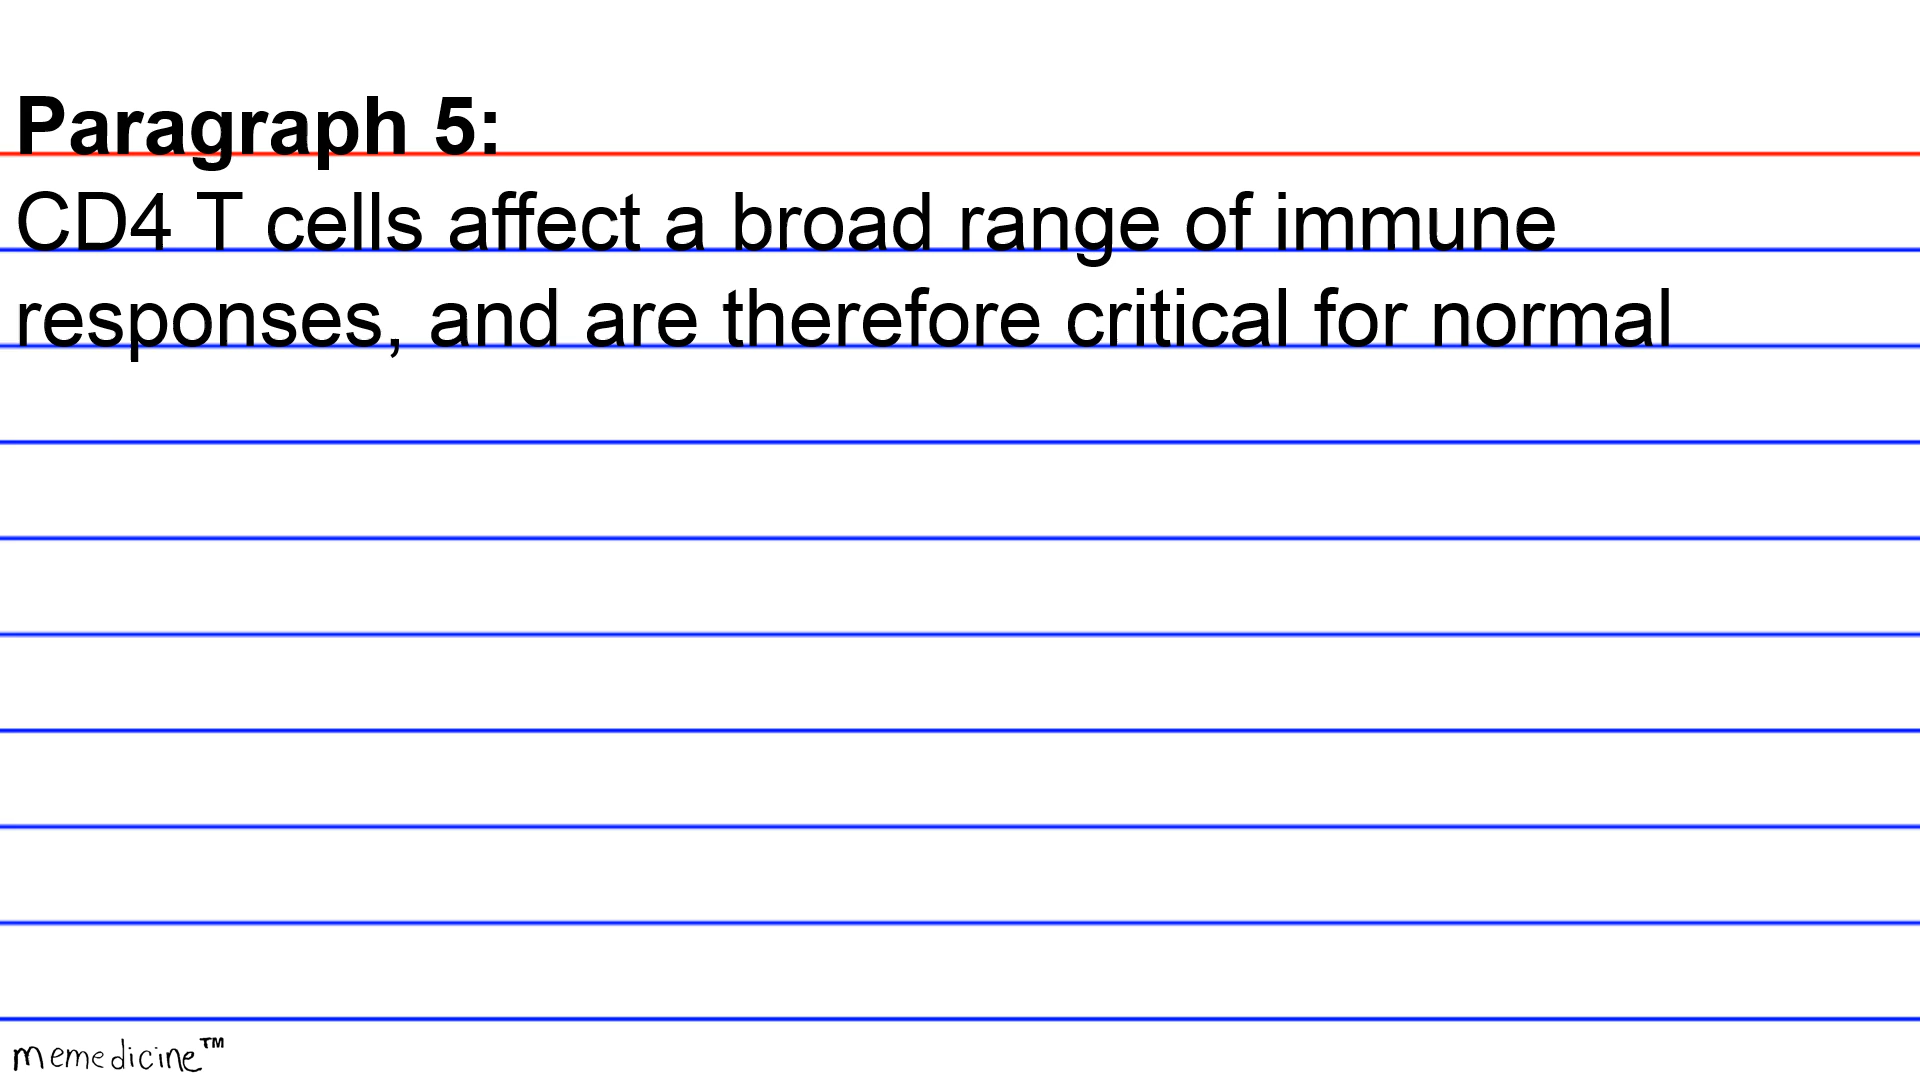 Paragraph 5:
CD4 T cells affect a broad range of immune
responses, and are therefore critical for normal
memedicine™